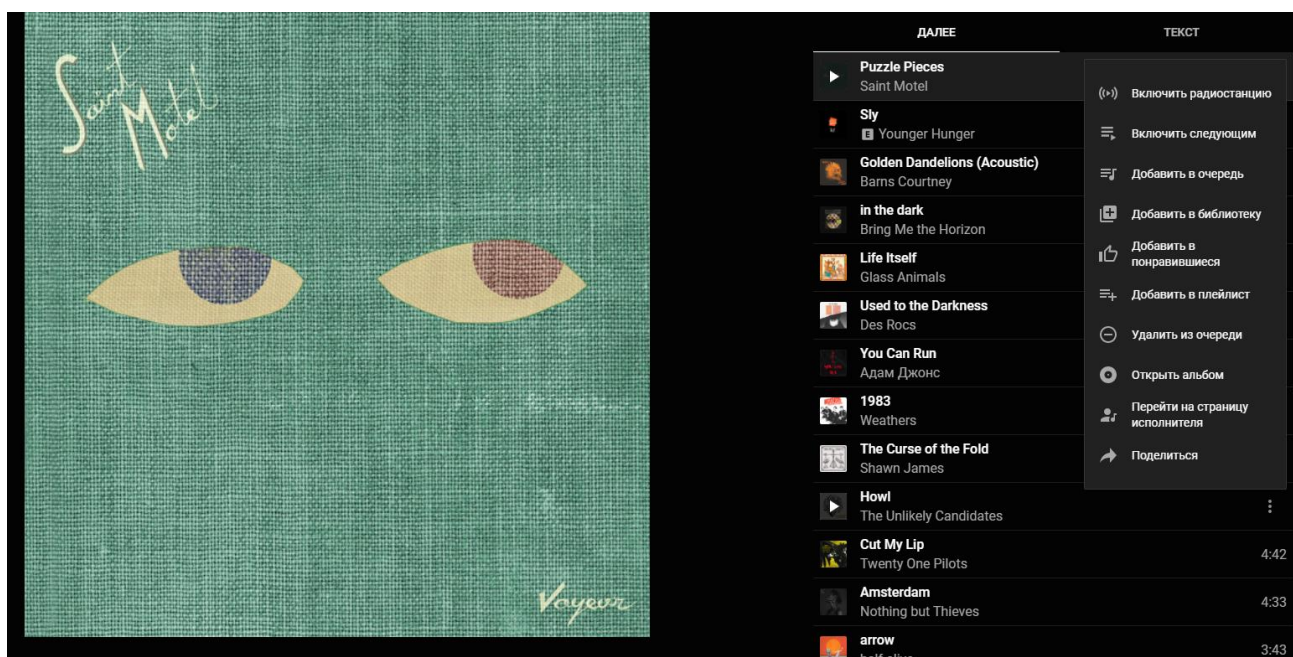 Saint
Motel
Voyeur
ДАЛЕЕ
ТЕКСТ
Puzzle Pieces
Saint Motel
Sly
E Younger Hunger
Golden Dandelions (Acoustic)
Barns Courtney
in the dark
Bring Me the Horizon
Life Itself
Glass Animals
Used to the Darkness
Des Rocs
You Can Run
Адам Джонс
1983
Weathers
The Curse of the Fold
Shawn James
Howl
The Unlikely Candidates
Cut My Lip
Twenty One Pilots
4:42
Amsterdam
Nothing but Thieves
4:33
arrow
half·alive
3:43
Включить радиостанцию
Включить следующим
Добавить в очередь
Добавить в библиотеку
Добавить в
понравившиеся
Добавить в плейлист
Удалить из очереди
Открыть альбом
Перейти на страницу
исполнителя
Поделиться